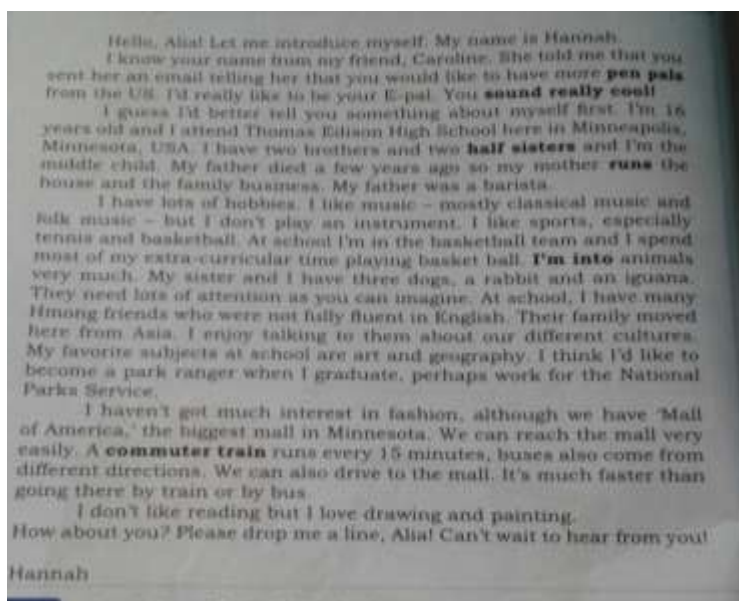 Hello, Alia! Let me introduce myself. My name is Hannah.
I know your name from my friend, Caroline. She told me that you
sent her an email telling her that you would like to have more pen pals
from the US. I'd really like to be your E-pal. You sound really cool!
I guess I'd better tell you something about myself first. I'm 16
years old and I attend Thomas Edison High School here in Minneapolis,
Minnesota, USA. I have two brothers and two half sisters and I'm the
middle child. My father died a few years ago so my mother runs the
house and the family business. My father was a barista.
I have lots of hobbies. I like music – mostly classical music and
folk music – but I don't play an instrument. I like sports, especially
tennis and basketball. At school I'm in the basketball team and I spend
most of my extra-curricular time playing basket ball. I'm into animals
very much. My sister and I have three dogs, a rabbit and an iguana.
They need lots of attention as you can imagine. At school, I have many
Hmong friends who were not fully fluent in English. Their family moved
here from Asia. I enjoy talking to them about our different cultures.
My favorite subjects at school are art and geography. I think I'd like to
become a park ranger when I graduate, perhaps work for the National
Parks Service.
I haven't got much interest in fashion, although we have 'Mall
of America,' the biggest mall in Minnesota. We can reach the mall very
easily. A commuter train runs every 15 minutes, buses also come from
different directions. We can also drive to the mall. It's much faster than
going there by train or by bus.
I don't like reading but I love drawing and painting.
How about you? Please drop me a line, Alia! Can't wait to hear from you!
Hannah